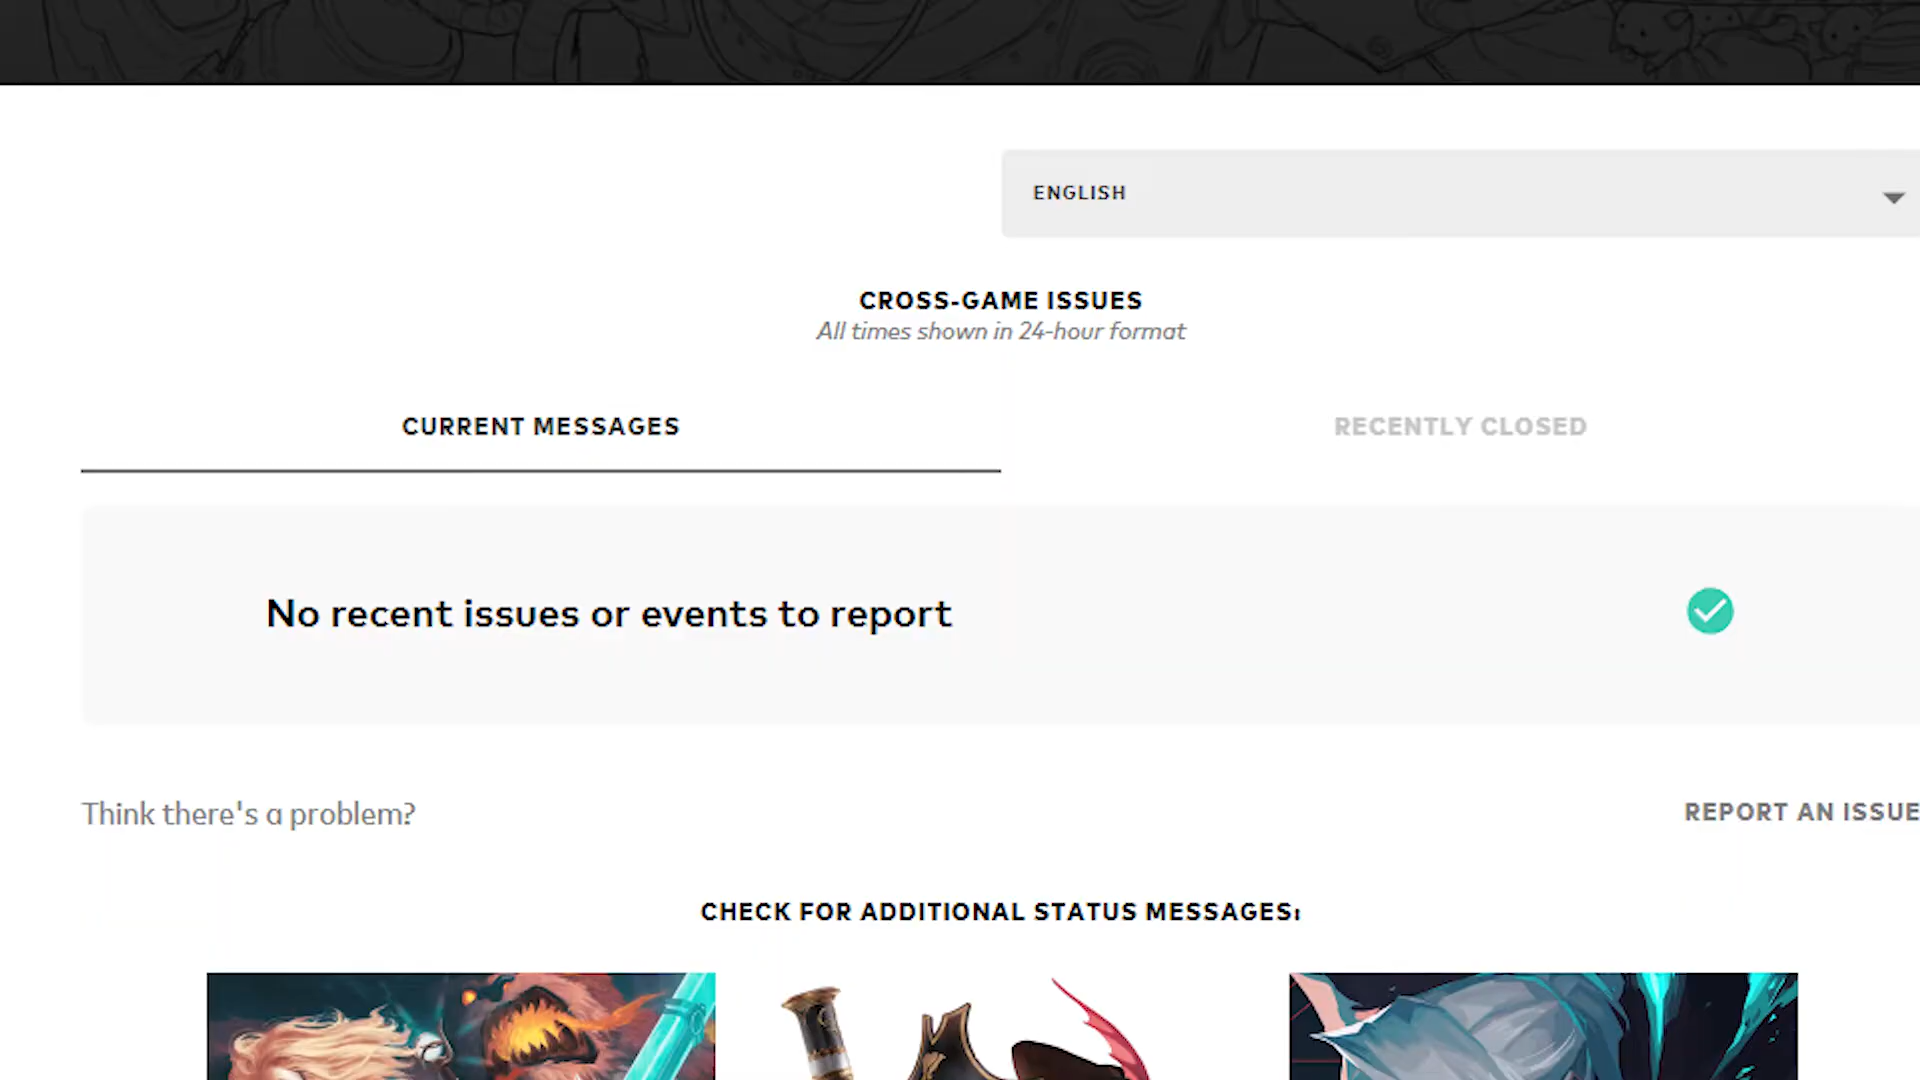 ENGLISH
CROSS-GAME ISSUES
All times shown in 24-hour format
CURRENT MESSAGES
RECENTLY CLOSED
No recent issues or events to report
Think there's a problem?
REPORT AN ISSUE
CHECK FOR ADDITIONAL STATUS MESSAGES: